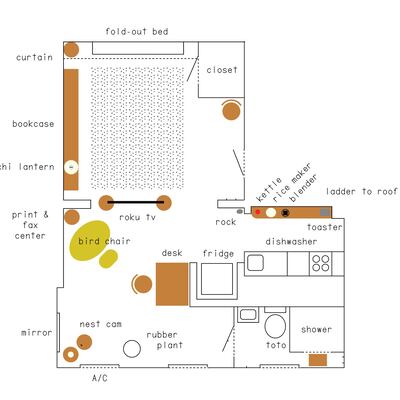 fold-out bed
curtain
closet
bookcase
chi lantern
kettle
rice maker
blender
ladder to roof
print &
fax
center
roku tv
rock
toaster
bird chair
dishwasher
desk
fridge
nest cam
mirror
rubber
plant
toto
shower
A/C